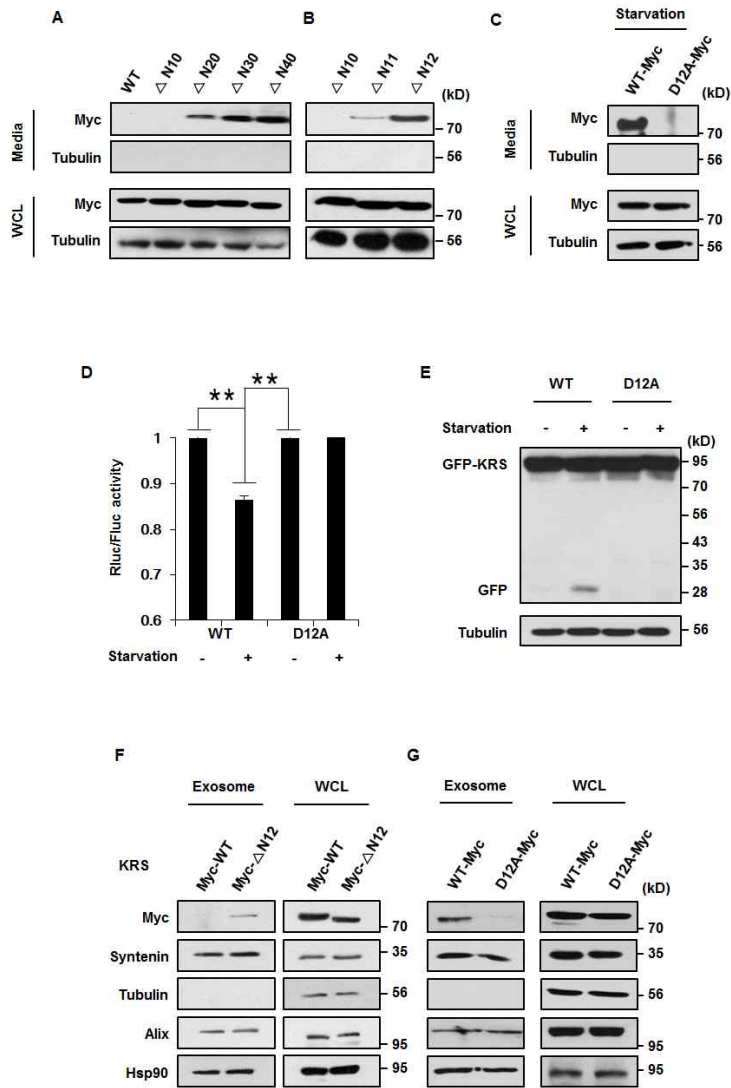 A
WT
▽ N10
▽ N20
▽ N30
▽ N40
Media
Myc
Tubulin
WCL
Myc
Tubulin
B
▽ N10
▽ N11
▽ N12
(kD)
70
56
70
56
C
Starvation
WT-Myc
D12A-Myc
(kD)
Media
Myc
70
Tubulin
56
WCL
Myc
70
Tubulin
56
D
** **
Rluc/Fluc activity
1
0.9
0.8
0.7
0.6
WT D12A
Starvation - + - +
E
WT D12A
Starvation - + - +
(kD)
GFP-KRS
95
70
56
43
35
GFP
28
Tubulin
56
F
Exosome WCL
KRS
Myc-WT
Myc-△N12
Myc-WT
Myc-△N12
Myc
70
Syntenin
35
Tubulin
56
Alix
95
Hsp90
95
G
Exosome WCL
WT-Myc
D12A-Myc
WT-Myc
D12A-Myc
(kD)
70
35
56
95
95